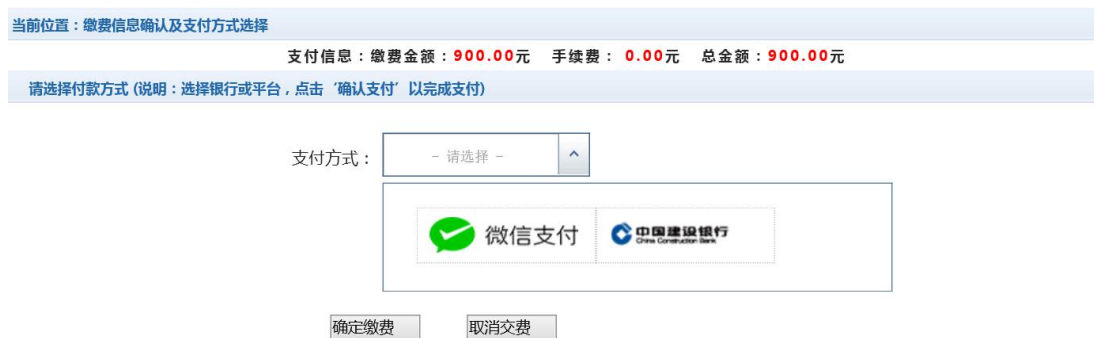 当前位置：缴费信息确认及支付方式选择
支付信息：缴费金额：900.00元 手续费： 0.00元 总金额：900.00元
请选择付款方式 (说明：选择银行或平台，点击‘确认支付’以完成支付)
支付方式： - 请选择 -
微信支付 中国建设银行
China Construction Bank
确定缴费 取消交费